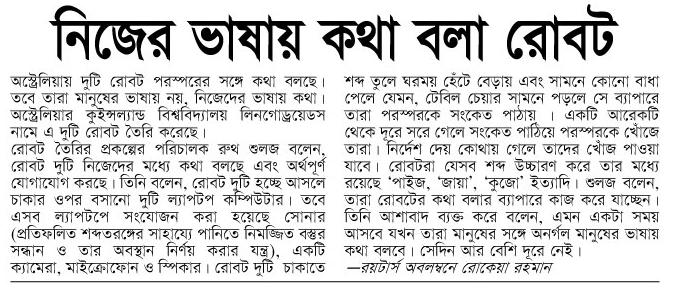 নিজের ভাষায় কথা বলা রোবট
অস্ট্রেলিয়ায় দুটি রোবট পরস্পরের সঙ্গে কথা বলছে।
তবে তারা মানুষের ভাষায় নয়, নিজেদের ভাষায় কথা।
অস্ট্রেলিয়ার কুইন্সল্যান্ড বিশ্ববিদ্যালয় লিনগোড্রয়েডস
নামে এ দুটি রোবট তৈরি করেছে।
রোবট তৈরির প্রকল্পের পরিচালক রুথ শুলজ বলেন,
রোবট দুটি নিজেদের মধ্যে কথা বলছে এবং অর্থপূর্ণ
যোগাযোগ করছে। তিনি বলেন, রোবট দুটি হচ্ছে আসলে
চাকার ওপর বসানো দুটি ল্যাপটপ কম্পিউটার। তবে
এসব ল্যাপটপে সংযোজন করা হয়েছে সোনার
(প্রতিফলিত শব্দতরঙ্গের সাহায্যে পানিতে নিমজ্জিত বস্তুর
সন্ধান ও তার অবস্থান নির্ণয় করার যন্ত্র), একটি
ক্যামেরা, মাইক্রোফোন ও স্পিকার। রোবট দুটি চাকাতে
শব্দ তুলে ঘরময় হেঁটে বেড়ায় এবং সামনে কোনো বাধা
পেলে যেমন, টেবিল চেয়ার সামনে পড়লে সে ব্যাপারে
তারা পরস্পরকে সংকেত পাঠায় । একটি আরেকটি
থেকে দূরে সরে গেলে সংকেত পাঠিয়ে পরস্পরকে খোঁজে
তারা। নির্দেশ দেয় কোথায় গেলে তাদের খোঁজ পাওয়া
যাবে। রোবটরা যেসব শব্দ উচ্চারণ করে তার মধ্যে
রয়েছে ‘পাইজ, ‘জায়া’, ‘কুজো’ ইত্যাদি। শুলজ বলেন,
তারা রোবটের কথা বলার ব্যাপারে কাজ করে যাচ্ছেন।
তিনি আশাবাদ ব্যক্ত করে বলেন, এমন একটা সময়
আসবে যখন তারা মানুষের সঙ্গে অনর্গল মানুষের ভাষায়
কথা বলবে। সেদিন আর বেশি দূরে নেই।
—রয়টার্স অবলম্বনে রোকেয়া রহমান